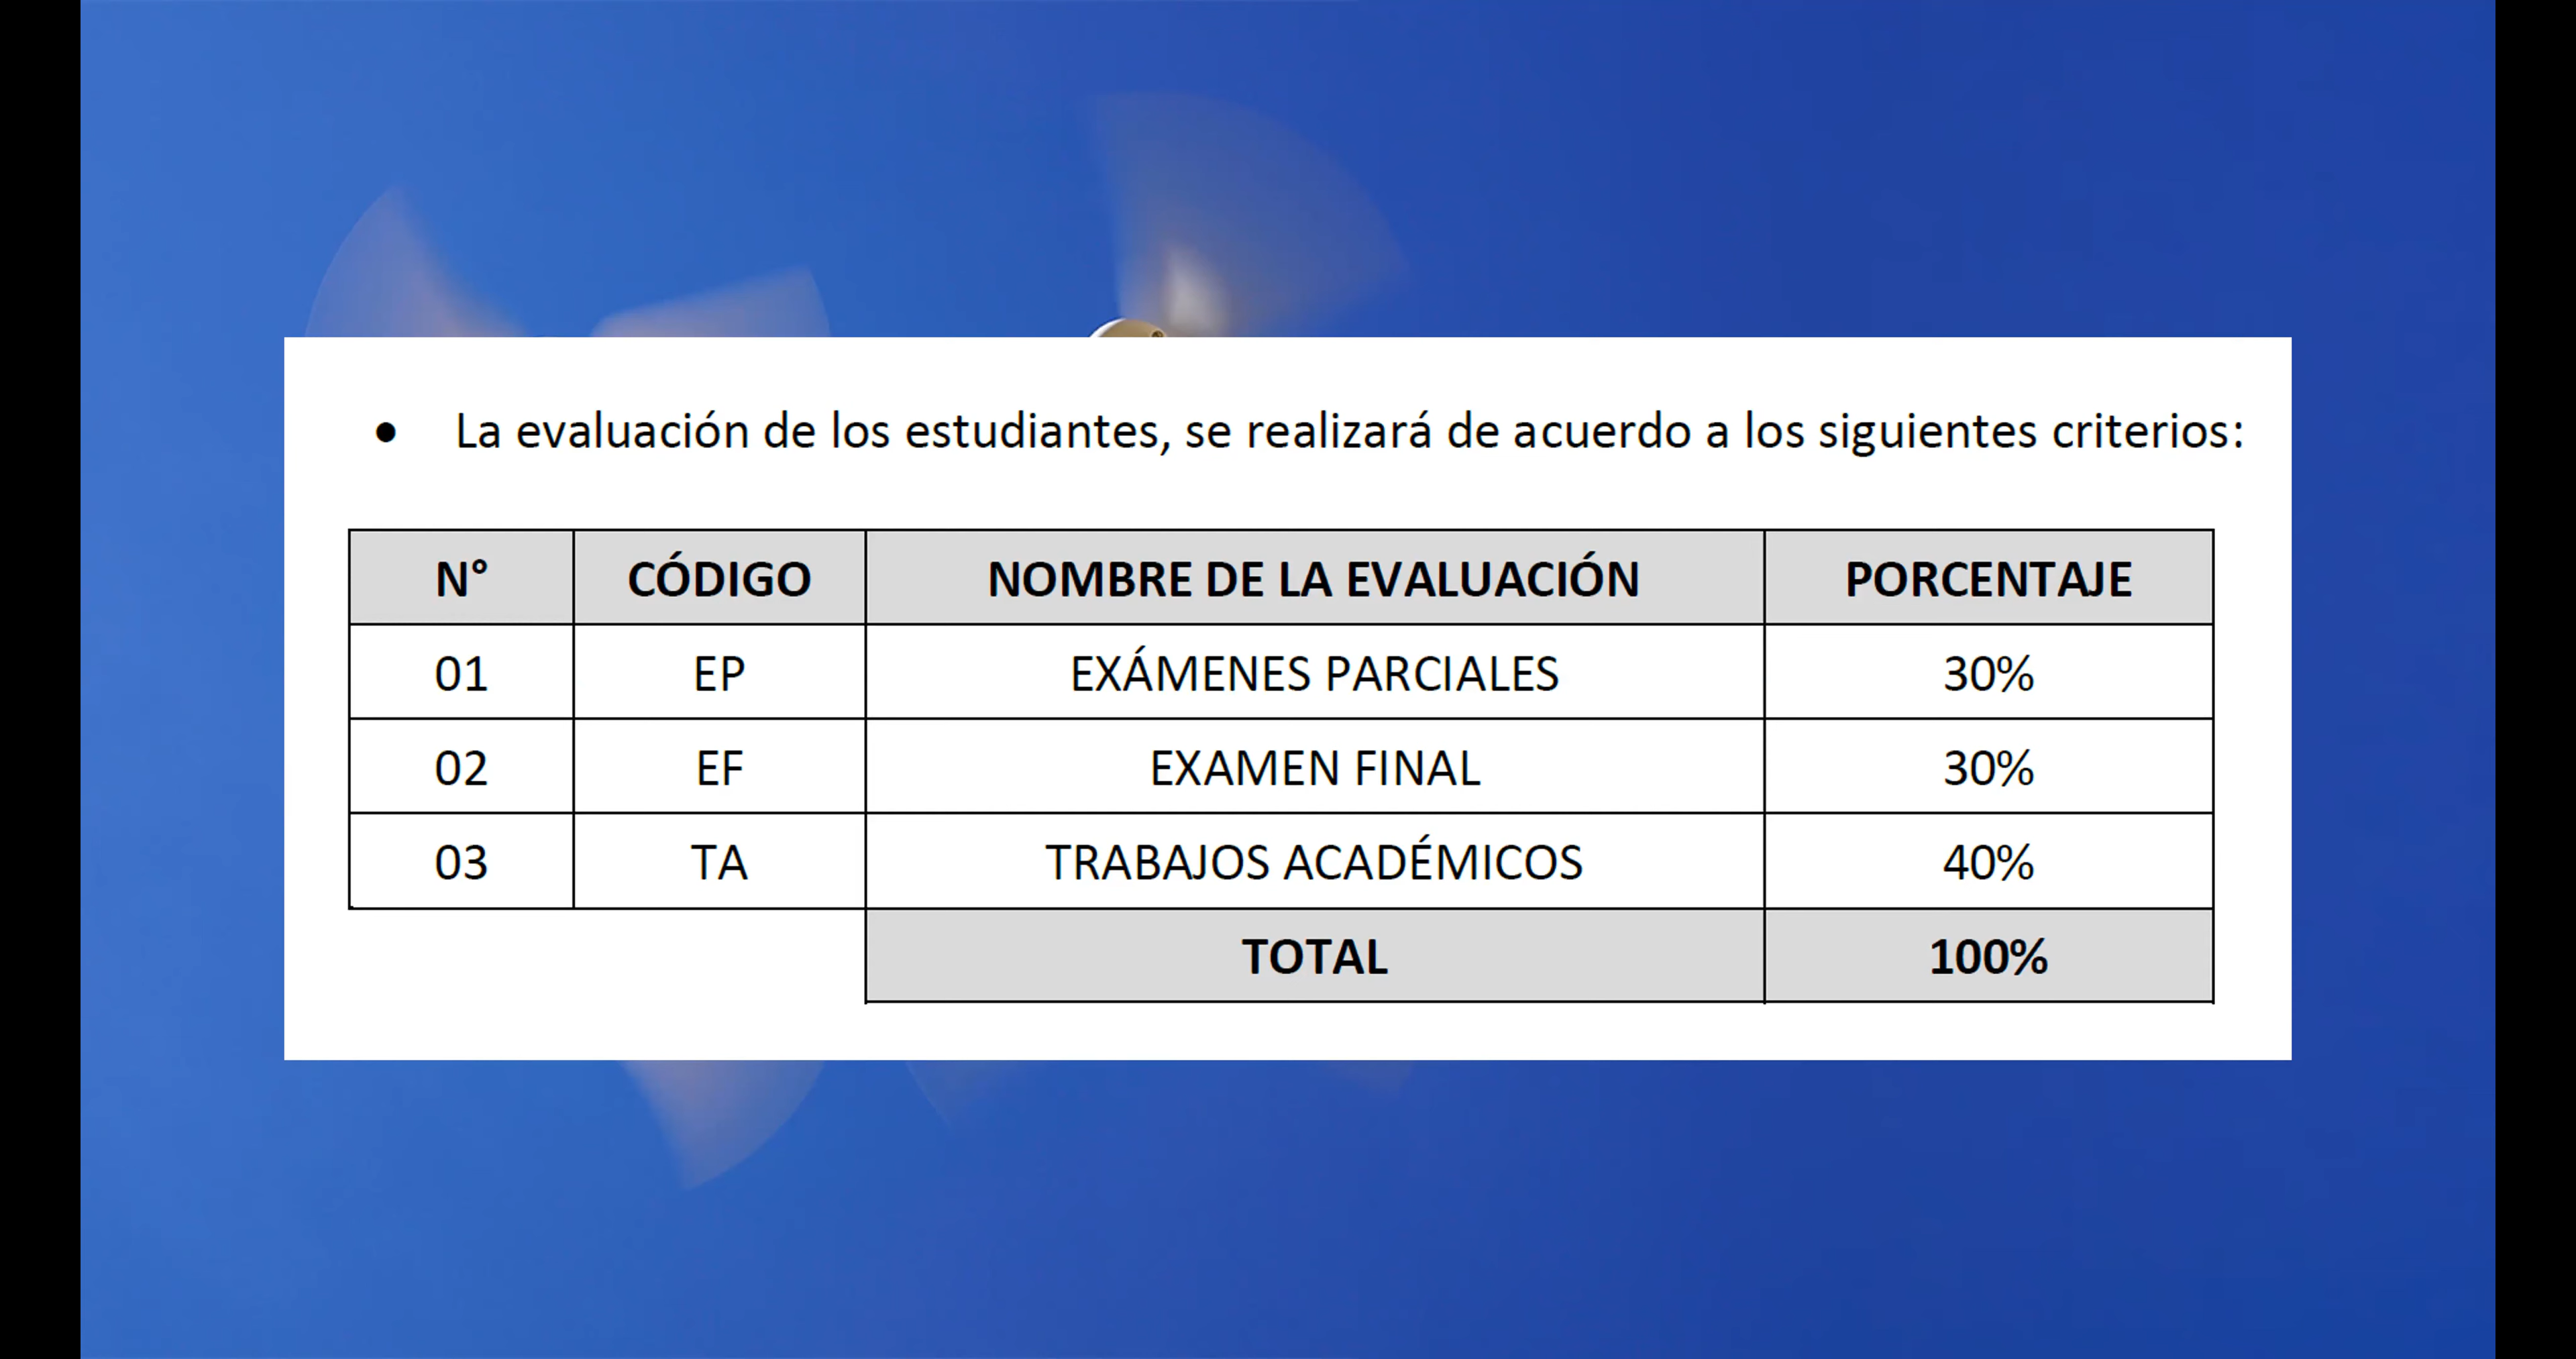 • La evaluación de los estudiantes, se realizará de acuerdo a los siguientes criterios:
N° CÓDIGO NOMBRE DE LA EVALUACIÓN PORCENTAJE
01 EP EXÁMENES PARCIALES 30%
02 EF EXAMEN FINAL 30%
03 TA TRABAJOS ACADÉMICOS 40%
TOTAL 100%